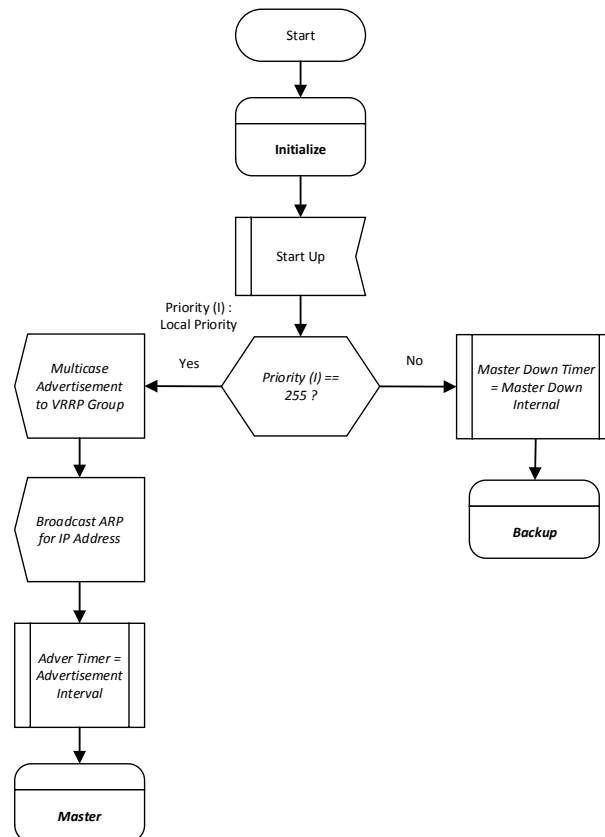 Start
Initialize
Start Up
Priority (I) :
Local Priority
Priority (I) ==
255 ?
Yes
No
Multicase
Advertisement
to VRRP Group
Master Down Timer
= Master Down
Internal
Broadcast ARP
for IP Address
Backup
Adver Timer =
Advertisement
Interval
Master